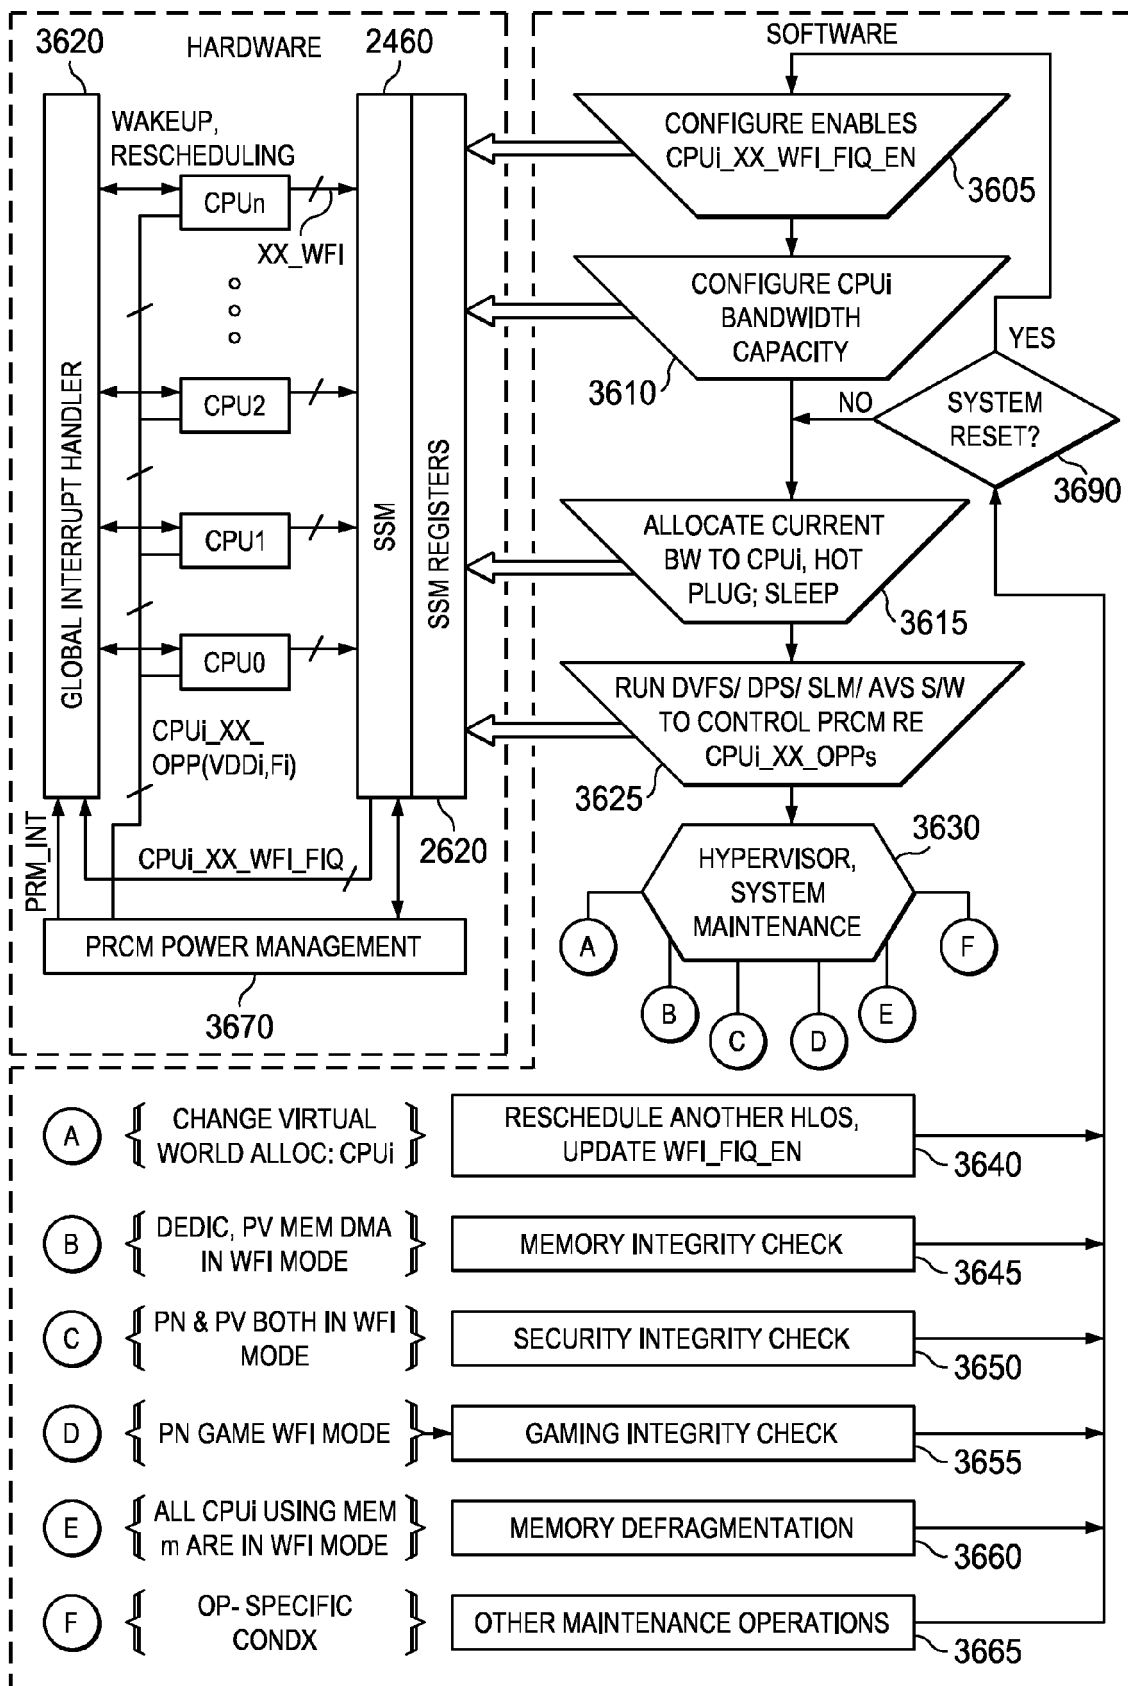 HARDWARE
3620
2460
WAKEUP,
RESCHEDULING
CPUn
XX_WFI
CPU2
CPU1
CPU0
GLOBAL INTERRUPT HANDLER
SSM
SSM REGISTERS
CPUi_XX_
OPP(VDDi,Fi)
PRM_INT
CPUi_XX_WFI_FIQ
2620
PRCM POWER MANAGEMENT
3670
SOFTWARE
CONFIGURE ENABLES
CPUi_XX_WFI_FIQ_EN
3605
CONFIGURE CPUi
BANDWIDTH
CAPACITY
3610
YES
NO
SYSTEM
RESET?
3690
ALLOCATE CURRENT
BW TO CPUi, HOT
PLUG; SLEEP
3615
RUN DVFS/ DPS/ SLM/ AVS S/W
TO CONTROL PRCM RE
CPUi_XX_OPPs
3625
3630
HYPERVISOR,
SYSTEM
MAINTENANCE
A
B
C
D
E
F
A
CHANGE VIRTUAL
WORLD ALLOC: CPUi
RESCHEDULE ANOTHER HLOS,
UPDATE WFI_FIQ_EN
3640
B
DEDIC, PV MEM DMA
IN WFI MODE
MEMORY INTEGRITY CHECK
3645
C
PN & PV BOTH IN WFI
MODE
SECURITY INTEGRITY CHECK
3650
D
PN GAME WFI MODE
GAMING INTEGRITY CHECK
3655
E
ALL CPUi USING MEM
m ARE IN WFI MODE
MEMORY DEFRAGMENTATION
3660
F
OP- SPECIFIC
CONDX
OTHER MAINTENANCE OPERATIONS
3665